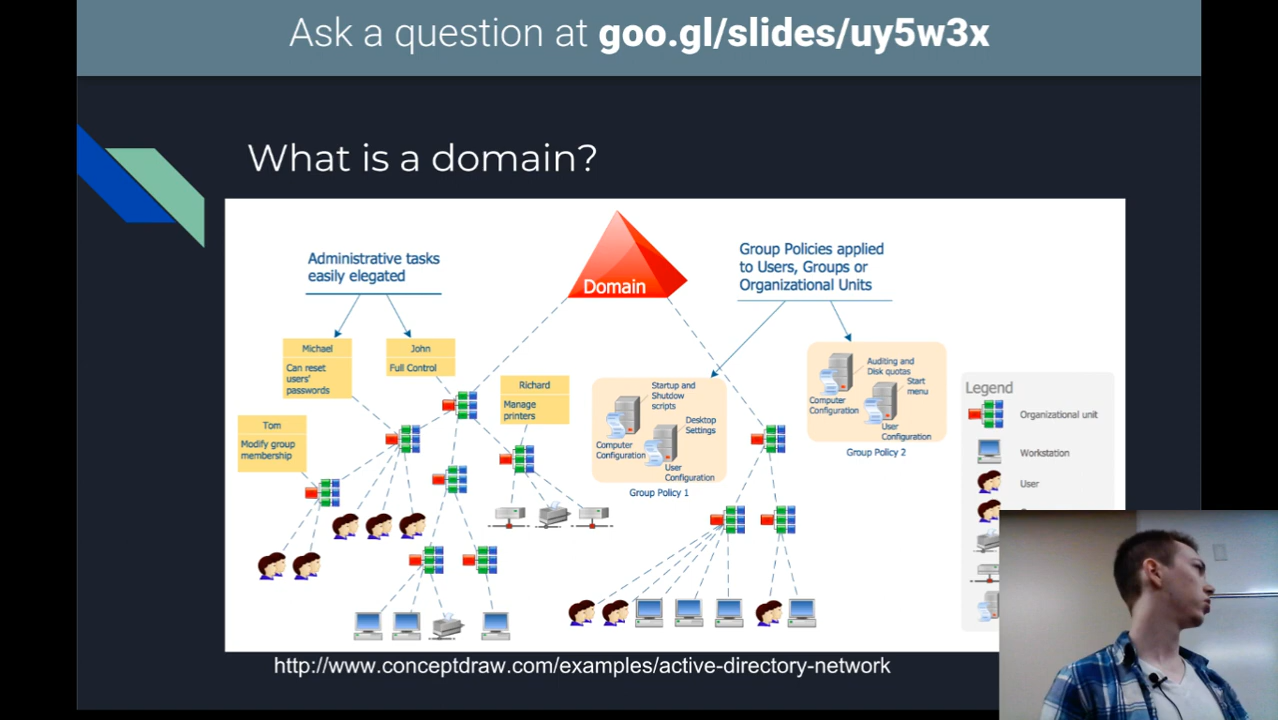 Ask a question at goo.gl/slides/uy5w3x
What is a domain?
Administrative tasks
easily elegated
Domain
Group Policies applied
to Users, Groups or
Organizational Units
Michael
Can reset
users'
passwords
John
Full Control
Richard
Manage
printers
Tom
Modify group
membership
Startup and
Shutdow
scripts
Desktop
Settings
Computer
Configuration
User
Configuration
Group Policy 1
Auditing and
Disk quotas
Start
menu
Computer
Configuration
User
Configuration
Group Policy 2
Legend
Organizational unit
Workstation
User
http://www.conceptdraw.com/examples/active-directory-network